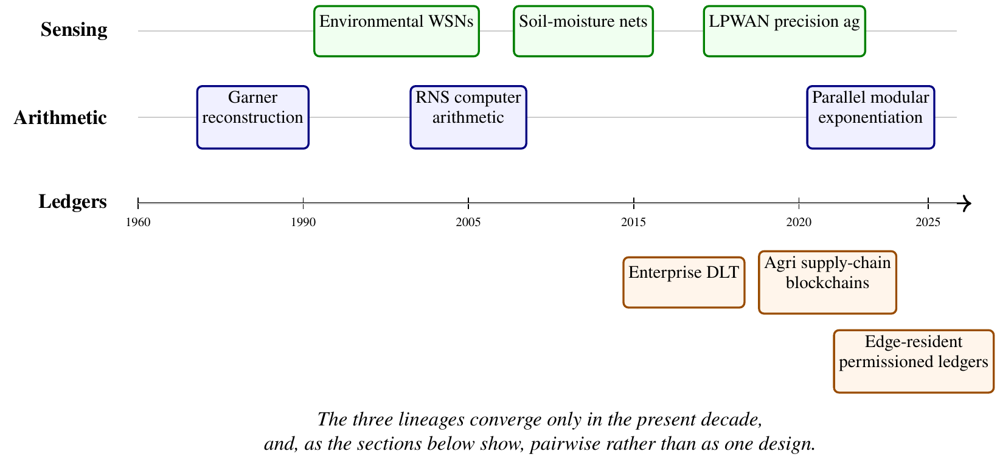 Sensing
Environmental WSNs
Soil-moisture nets
LPWAN precision ag
Arithmetic
Garner
reconstruction
RNS computer
arithmetic
Parallel modular
exponentiation
Ledgers
1960
1990
2005
2015
2020
2025
Enterprise DLT
Agri supply-chain
blockchains
Edge-resident
permissioned ledgers
The three lineages converge only in the present decade,
and, as the sections below show, pairwise rather than as one design.